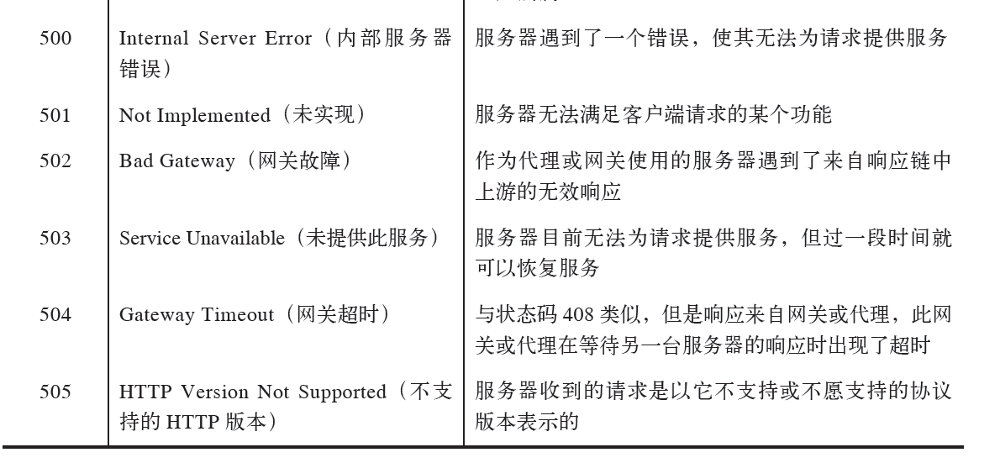 500 Internal Server Error（内部服务器 服务器遇到了一个错误，使其无法为请求提供服务
错误）
501 Not Implemented（未实现） 服务器无法满足客户端请求的某个功能
502 Bad Gateway（网关故障） 作为代理或网关使用的服务器遇到了来自响应链中
上游的无效响应
503 Service Unavailable（未提供此服务） 服务器目前无法为请求提供服务，但过一段时间就
可以恢复服务
504 Gateway Timeout（网关超时） 与状态码 408 类似，但是响应来自网关或代理，此网
关或代理在等待另一台服务器的响应时出现了超时
505 HTTP Version Not Supported（不支 服务器收到的请求是以它不支持或不愿支持的协议
持的 HTTP 版本） 版本表示的